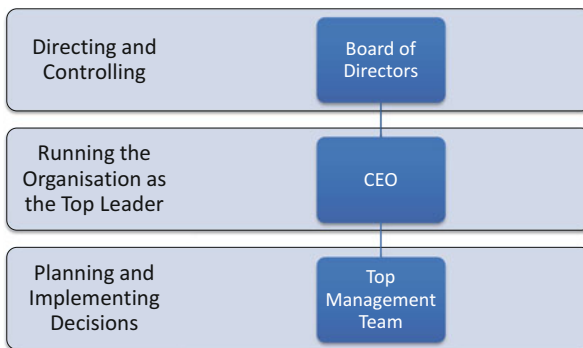 Directing and
Controlling
Board of
Directors
Running the
Organisation as
the Top Leader
CEO
Planning and
Implementing
Decisions
Top
Management
Team